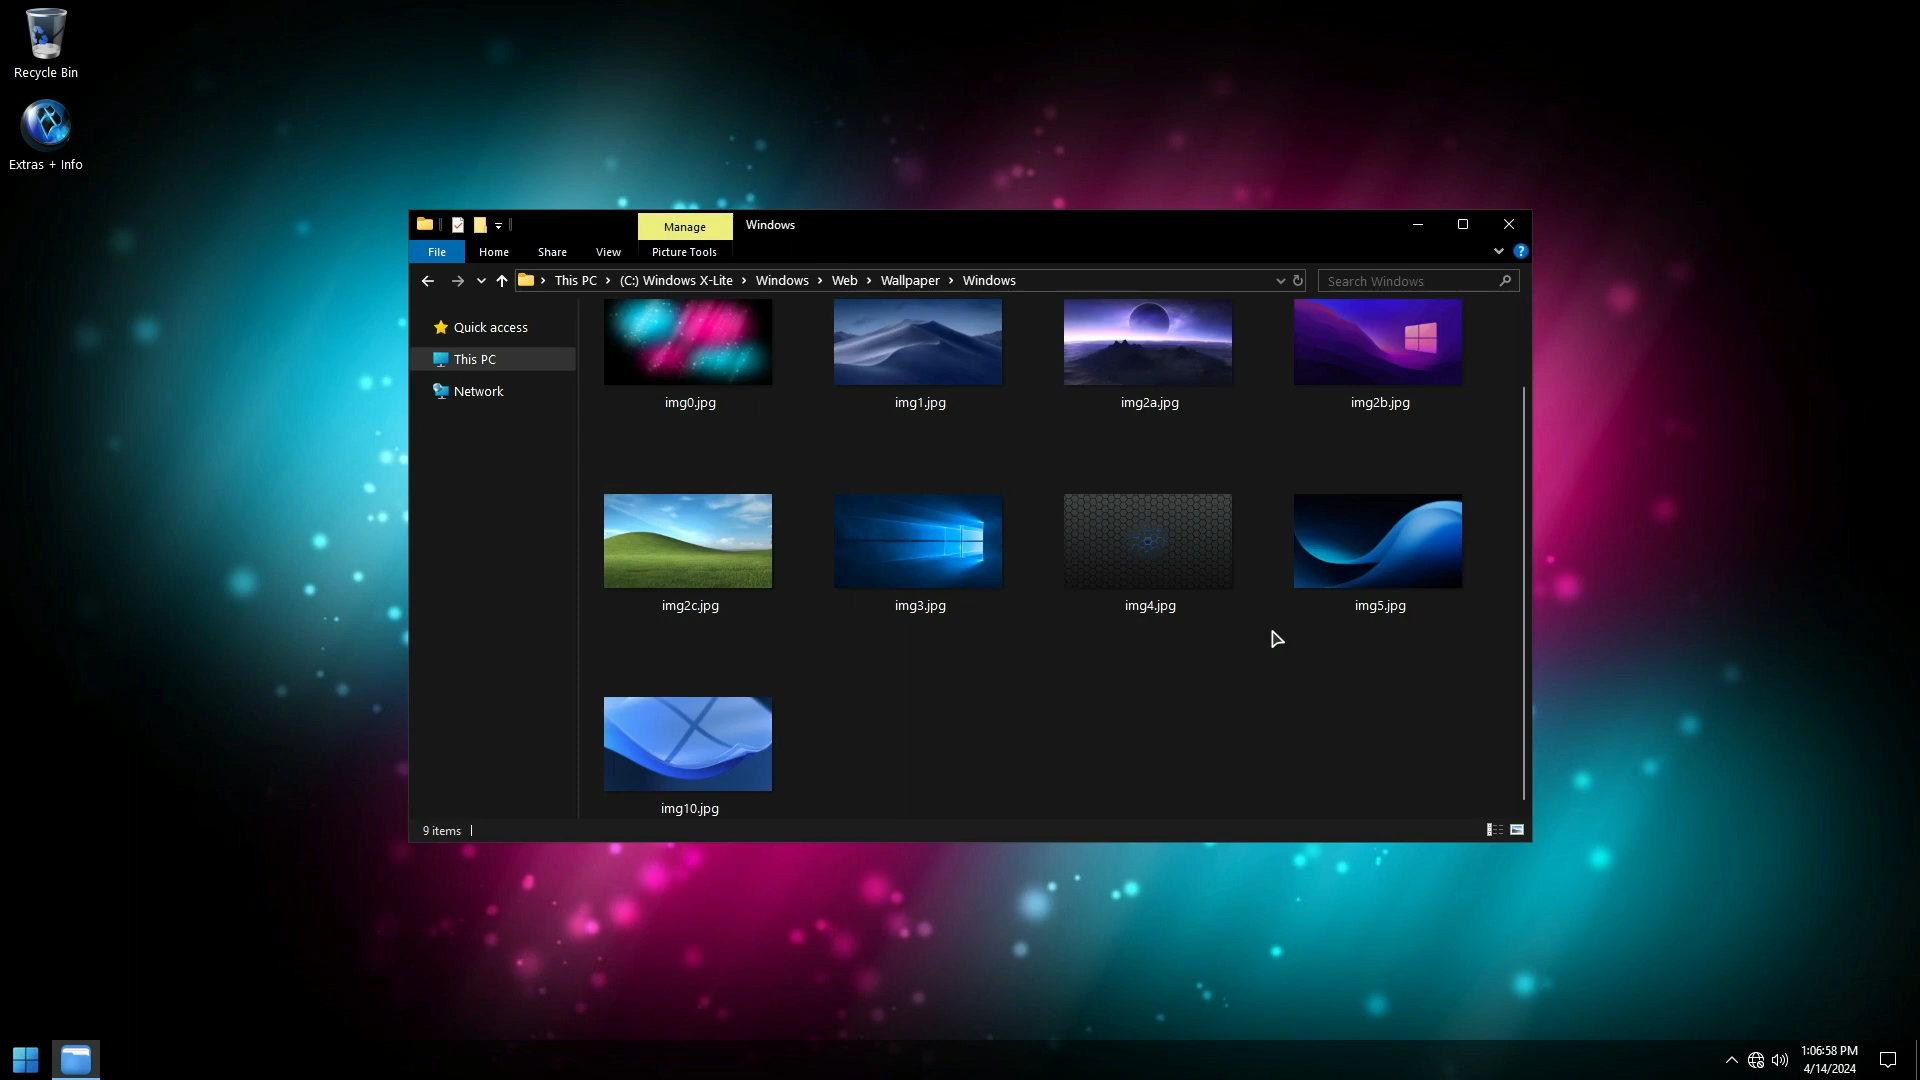 Recycle Bin
Extras + Info
Manage
Windows
File
Home
Share
View
Picture Tools
?
This PC
(C:) Windows X-Lite
Windows
Web
Wallpaper
Windows
Search Windows
Quick access
This PC
Network
img0.jpg
img1.jpg
img2a.jpg
img2b.jpg
img2c.jpg
img3.jpg
img4.jpg
img5.jpg
img10.jpg
9 items
1:06:58 PM
4/14/2024